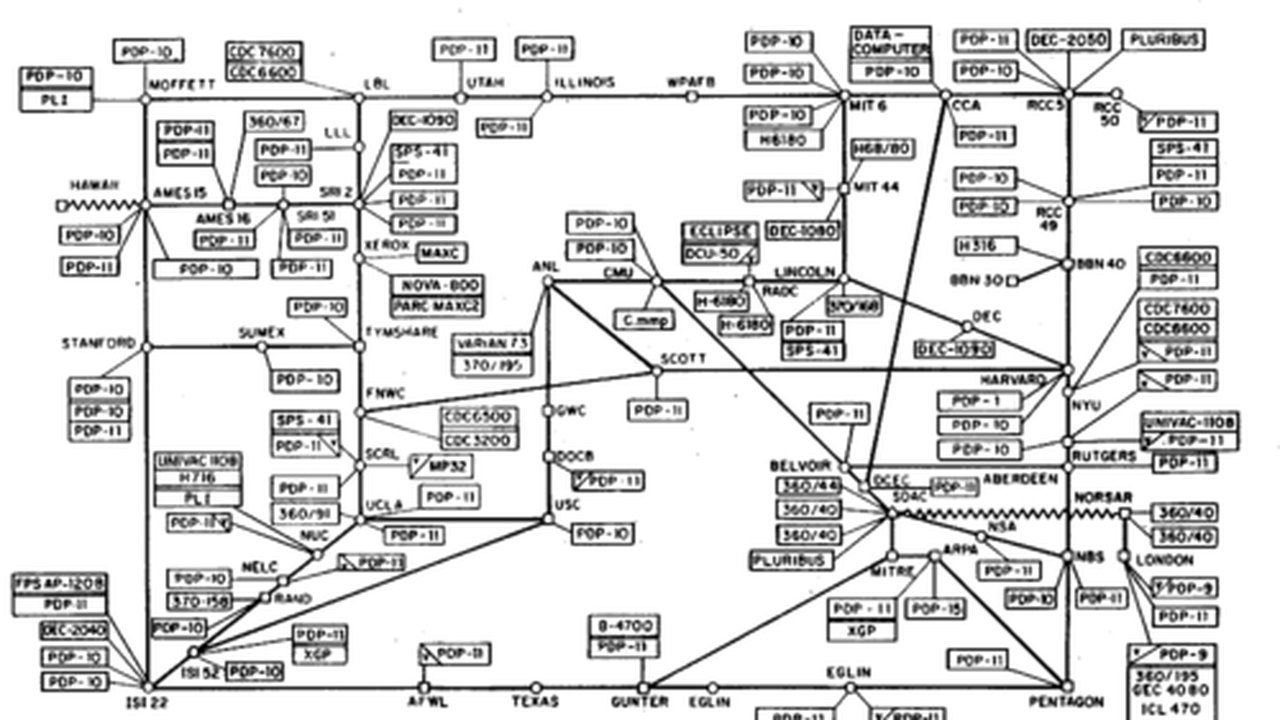 PDP-10
CDC7600
CDC6600
PDP-11
PDP-11
PDP-10
PDP-10
DATA-
COMPUTER
PDP-10
PDP-11
PDP-10
DEC-2050
PLURIBUS
PDP-10
PLI
MOFFETT
LBL
UTAH
ILLINOIS
WPAFB
MIT 6
CCA
RCC5
RCC
50
PDP-11
PDP-11
PDP-11
360/67
LLL
PDP-11
DEC-1090
SPS-41
PDP-11
PDP-11
PDP-11
PDP-11
PDP-10
H6180
H68/80
PDP-11
SPS-41
PDP-11
PDP-10
PDP-10
PDP-10
RCC
49
HAWAII
AMES15
AMES16
PDP-10
SRI 51
SRI 2
PDP-11
MIT 44
DEC-1080
PDP-10
PDP-11
PDP-10
PDP-11
PDP-11
PDP-11
XEROX
MAXC
NOVA-800
PARC MAXC2
PDP-10
PDP-10
CMU
C.mmp
ECLIPSE
DCU-50
RADC
H-6180
H-6180
LINCOLN
370/168
PDP-11
SPS-41
H316
BBN 40
BBN 30
CDC6600
PDP-11
CDC7600
CDC6600
PDP-11
PDP-11
ANL
VARIAN 73
370/195
DEC
DEC-1090
STANFORD
SUMEX
TYMSHARE
PDP-10
PDP-10
PDP-10
PDP-10
PDP-11
SCOTT
PDP-11
HARVARD
PDP-1
PDP-10
PDP-10
NYU
FNWC
CDC6500
CDC3200
GWC
DOCB
PDP-11
SPS-41
PDP-11
SCRL
MP32
PDP-11
360/91
UCLA
PDP-11
PDP-11
USC
PDP-10
PDP-11
BELVOIR
360/44
360/40
360/40
PLURIBUS
DCEC
PDP-11
SDAC
ABERDEEN
RUTGERS
UNIVAC-1108
PDP-11
PDP-11
NORSAR
360/40
360/40
UNIVAC 1108
H716
PLI
PDP-11
NUC
NELC
PDP-10
PDP-11
370-158
RAND
PDP-10
NSA
PDP-11
ARPA
MITRE
PDP-11
XGP
PDP-15
NBS
PDP-10
PDP-11
LONDON
PDP-9
PDP-11
PDP-9
360/195
GEC 4080
ICL 470
FPS AP-120B
PDP-11
DEC-2040
PDP-10
PDP-10
ISI 22
ISI 52
PDP-11
XGP
PDP-10
PDP-11
AFWL
TEXAS
B-4700
PDP-11
GUNTER
EGLIN
EGLIN
PDP-11
PDP-11
PDP-11
PENTAGON